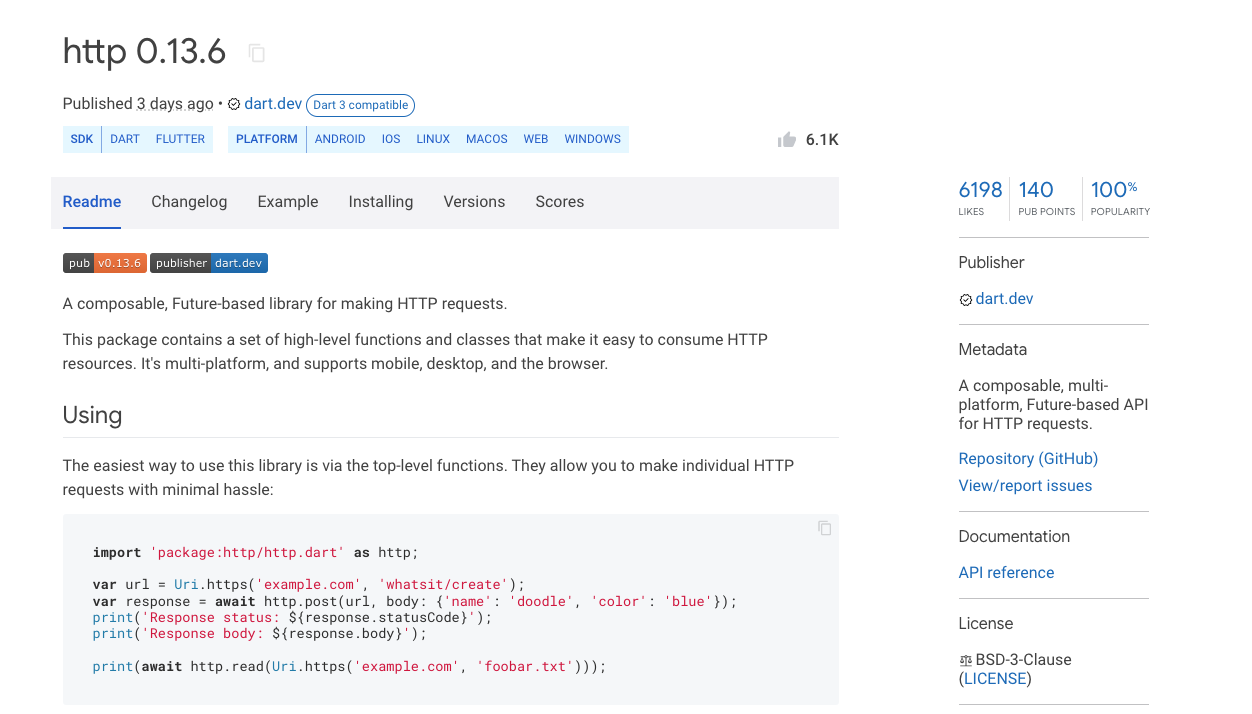 http 0.13.6
Published 3 days ago • dart.dev Dart 3 compatible
SDK DART FLUTTER PLATFORM ANDROID IOS LINUX MACOS WEB WINDOWS
6.1K
Readme Changelog Example Installing Versions Scores
pub v0.13.6 publisher dart.dev
A composable, Future-based library for making HTTP requests.
This package contains a set of high-level functions and classes that make it easy to consume HTTP
resources. It's multi-platform, and supports mobile, desktop, and the browser.
Using
The easiest way to use this library is via the top-level functions. They allow you to make individual HTTP
requests with minimal hassle:
import 'package:http/http.dart' as http;
var url = Uri.https('example.com', 'whatsit/create');
var response = await http.post(url, body: {'name': 'doodle', 'color': 'blue'});
print('Response status: ${response.statusCode}');
print('Response body: ${response.body}');
print(await http.read(Uri.https('example.com', 'foobar.txt')));
6198 140 100%
LIKES PUB POINTS POPULARITY
Publisher
dart.dev
Metadata
A composable, multi-
platform, Future-based API
for HTTP requests.
Repository (GitHub)
View/report issues
Documentation
API reference
License
BSD-3-Clause
(LICENSE)